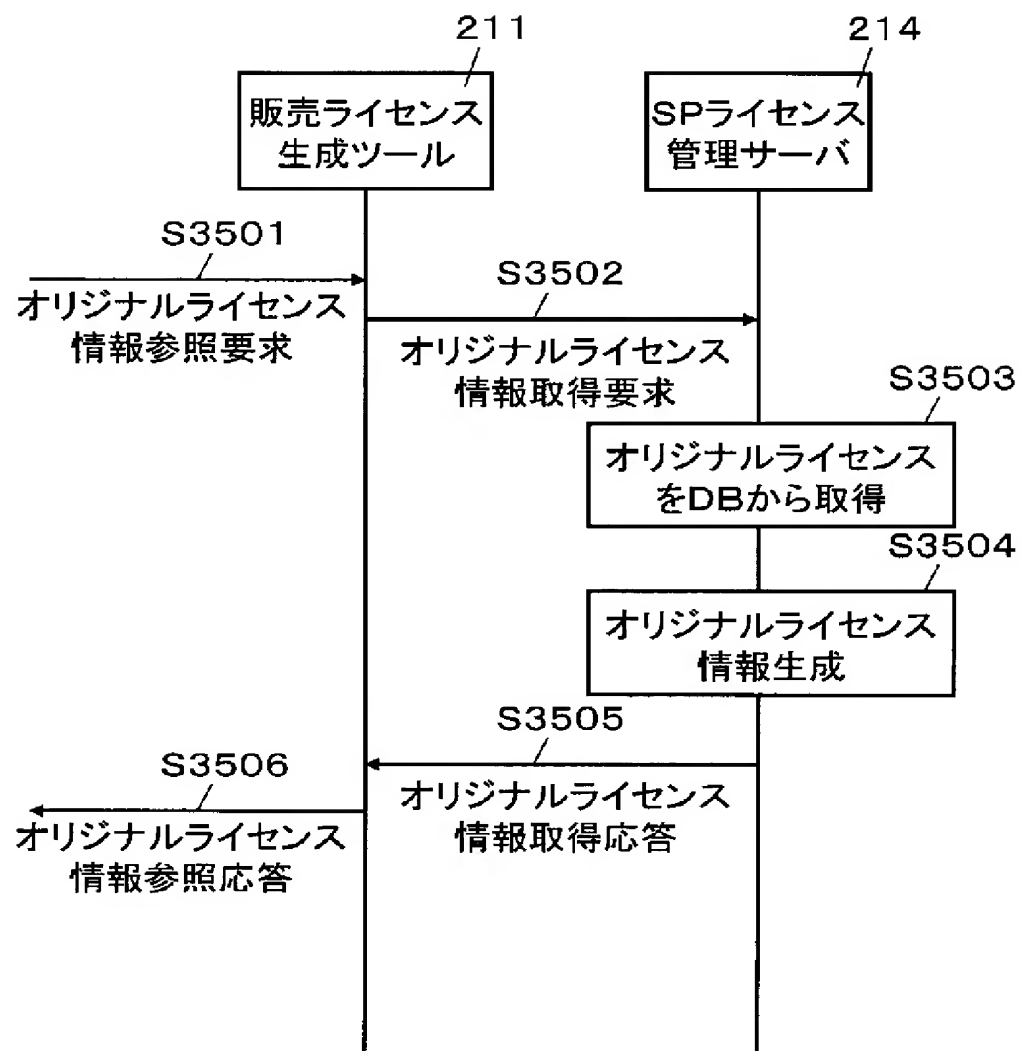 211
214
販売ライセンス
生成ツール
SPライセンス
管理サーバ
S3501
オリジナルライセンス
情報参照要求
S3502
オリジナルライセンス
情報取得要求
S3503
オリジナルライセンス
をDBから取得
S3504
オリジナルライセンス
情報生成
S3505
オリジナルライセンス
情報取得応答
S3506
オリジナルライセンス
情報参照応答